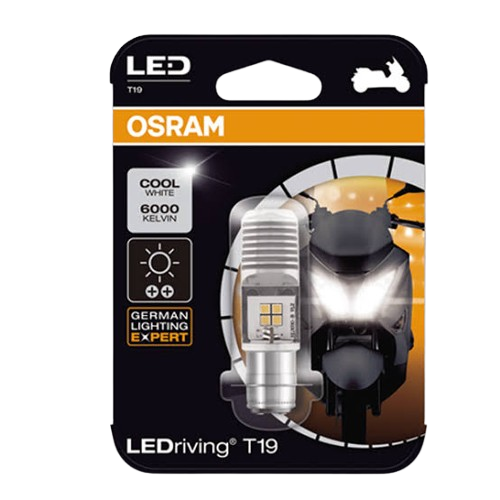 LED
T19
OSRAM
COOL
WHITE
6000
KELVIN
GERMAN
LIGHTING
EXPERT
LEDriving® T19